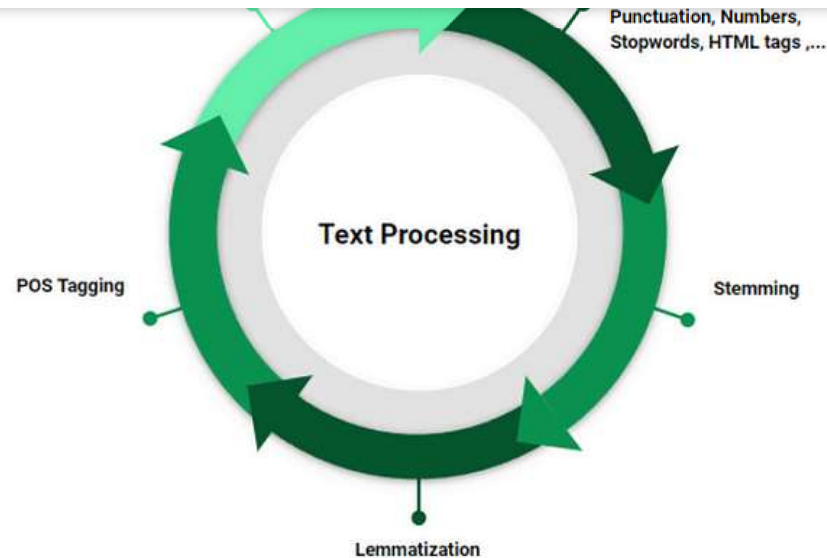 Punctuation, Numbers,
Stopwords, HTML tags ,...
Text Processing
POS Tagging
Stemming
Lemmatization